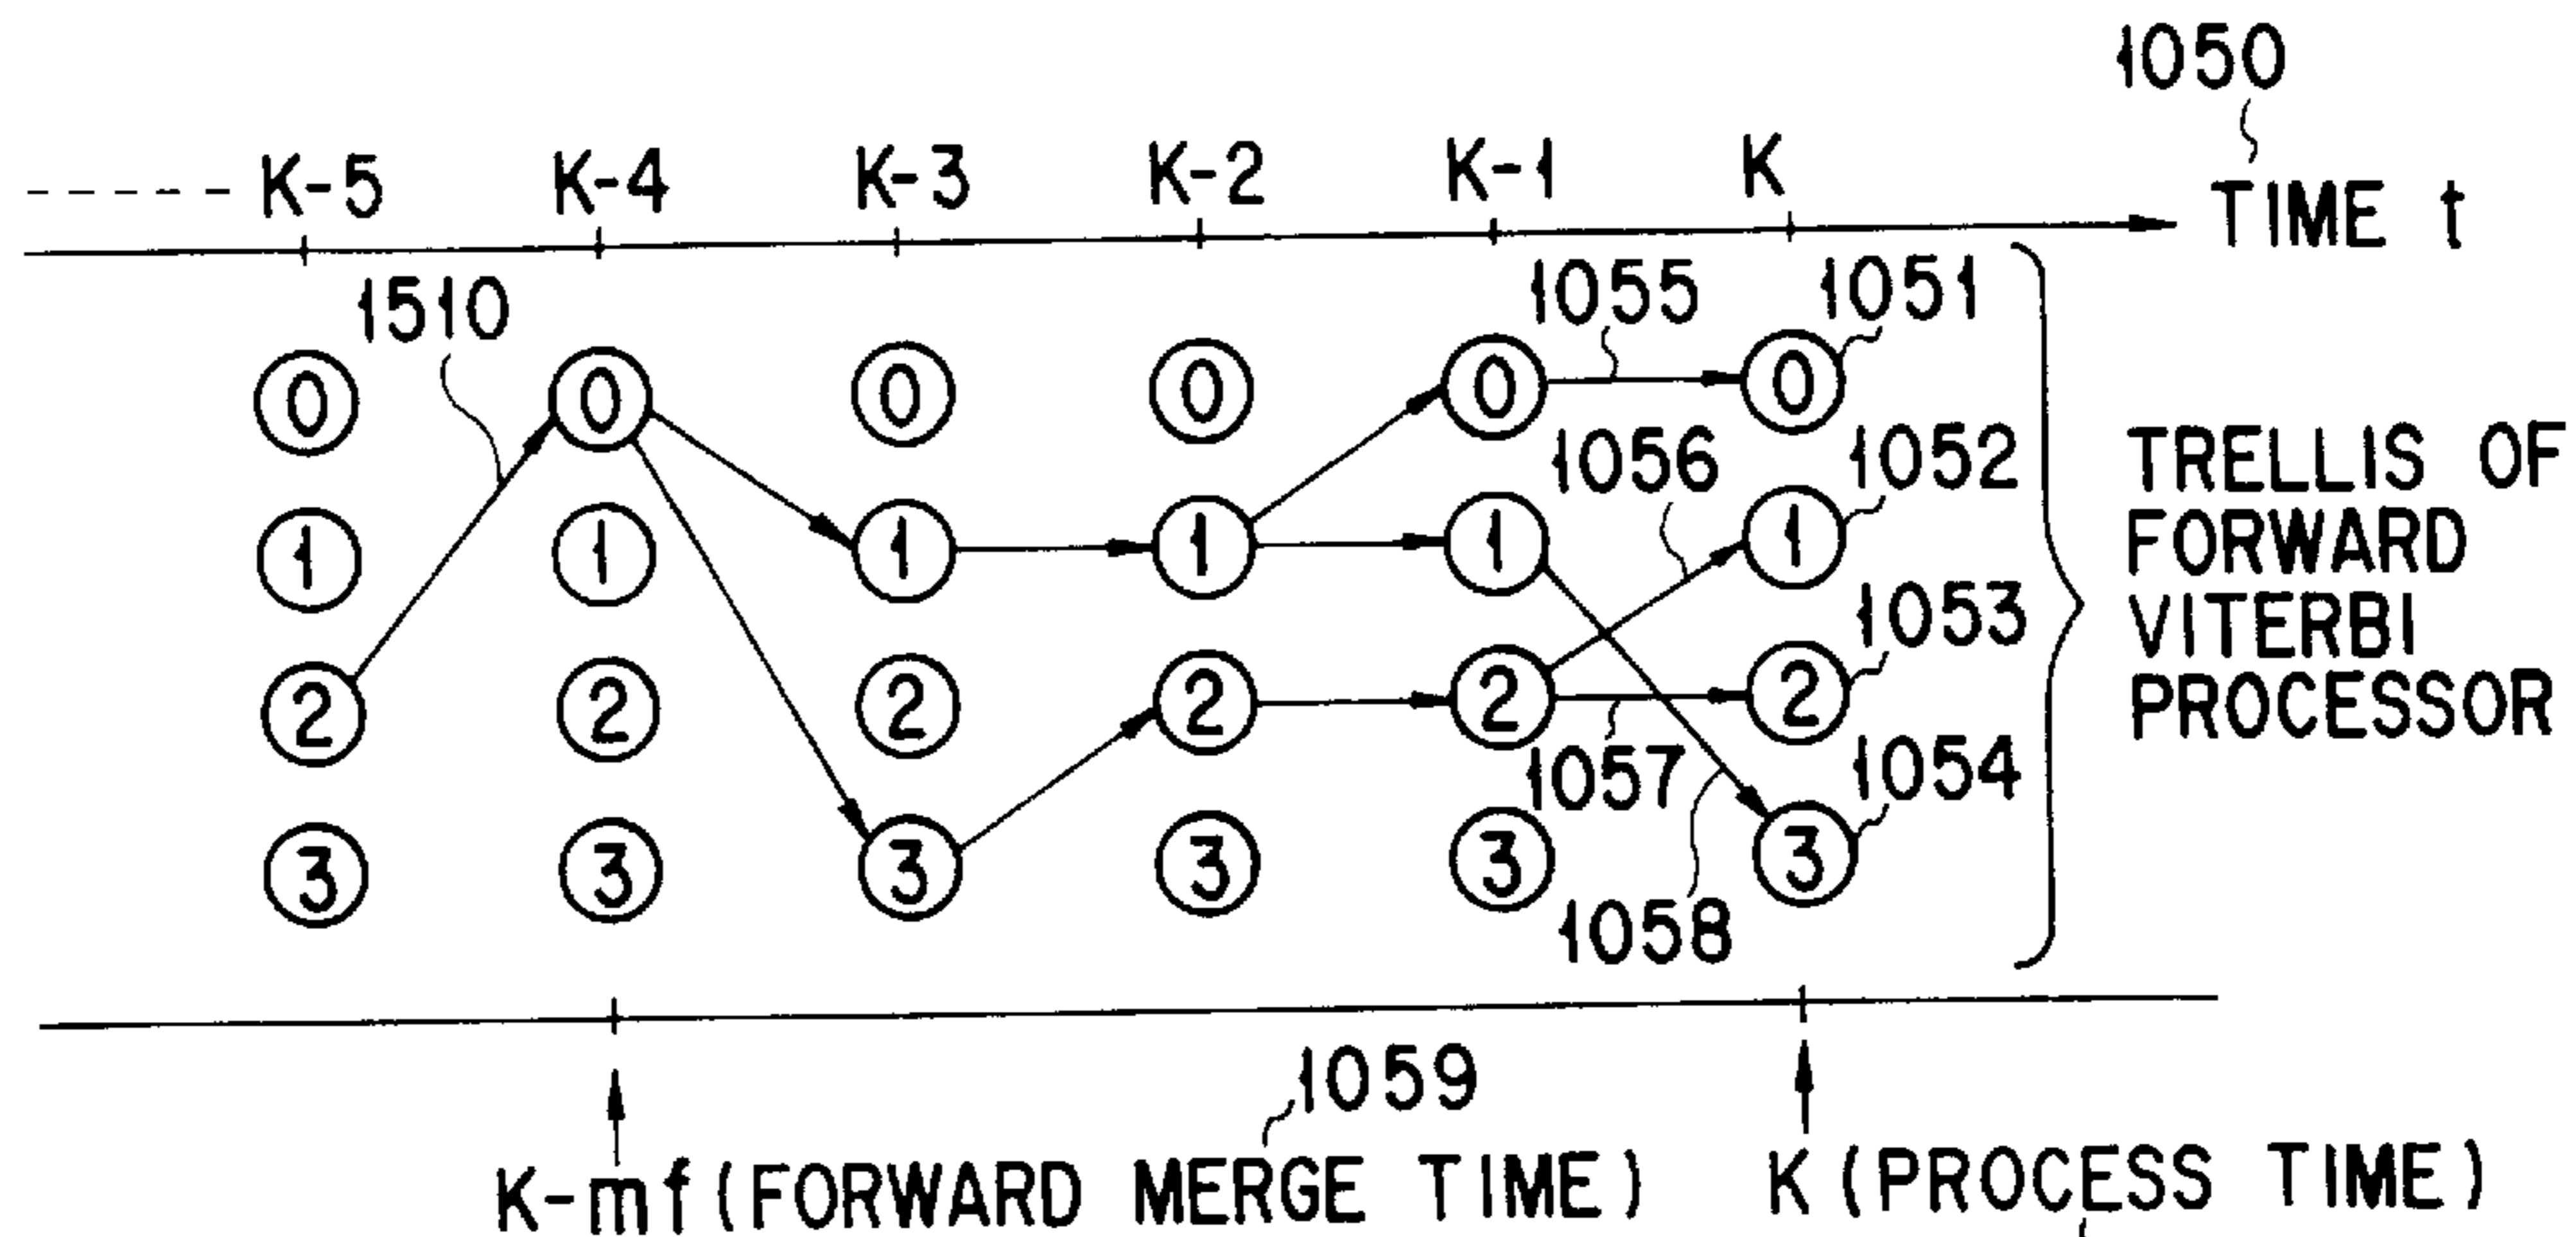 1050
K-5 K-4 K-3 K-2 K-1 K
TIME t
1510 1055 1051
0 0 0 0 0 0
1056 1052
1 1 1 1 1 1
1053
2 2 2 2 2 2
1057 1054
3 3 3 3 3 3
1058
TRELLIS OF
FORWARD
VITERBI
PROCESSOR
1059
K-mf (FORWARD MERGE TIME) K (PROCESS TIME)